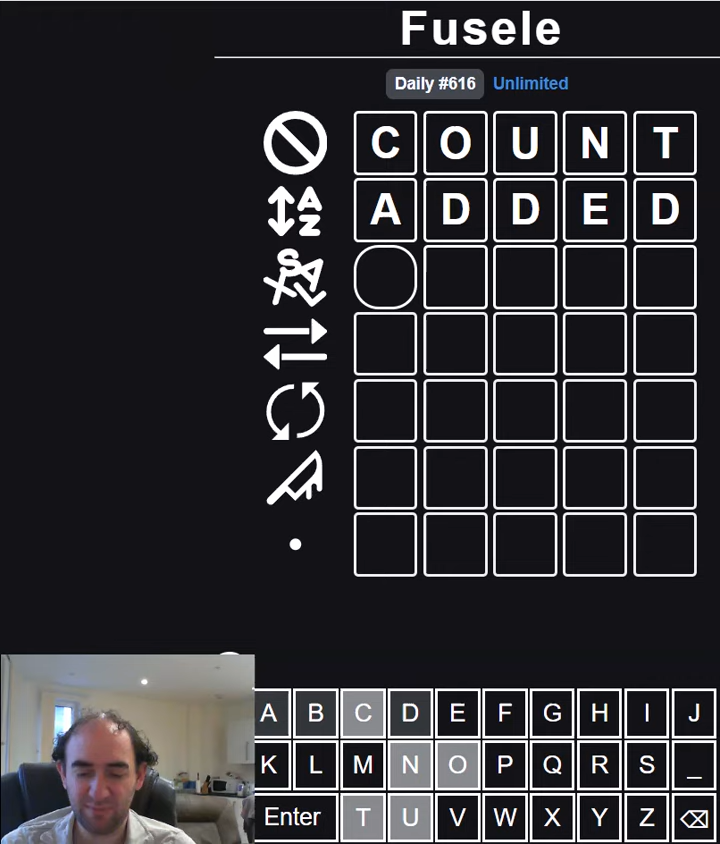 Fusele
Daily #616 Unlimited
C O U N T
A Z A D D E D
S A X V
A B C D E F G H I J
K L M N O P Q R S _
Enter T U V W X Y Z